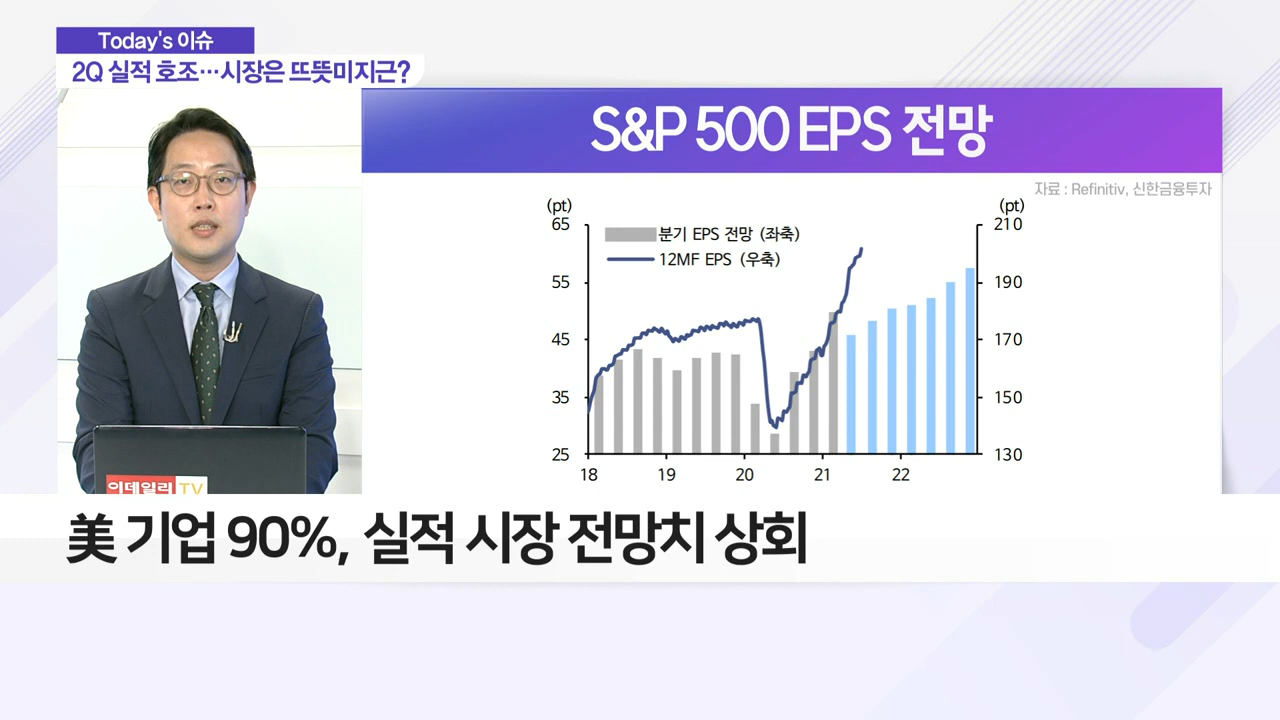 Today's 이슈
2Q 실적 호조…시장은 뜨뜻미지근?
S&P 500 EPS 전망
자료 : Refinitiv, 신한금융투자
(pt)
(pt)
65
210
분기 EPS 전망 (좌축)
12MF EPS (우축)
55
190
45
170
35
150
25
130
18
19
20
21
22
이데일리 TV
美 기업 90%, 실적 시장 전망치 상회